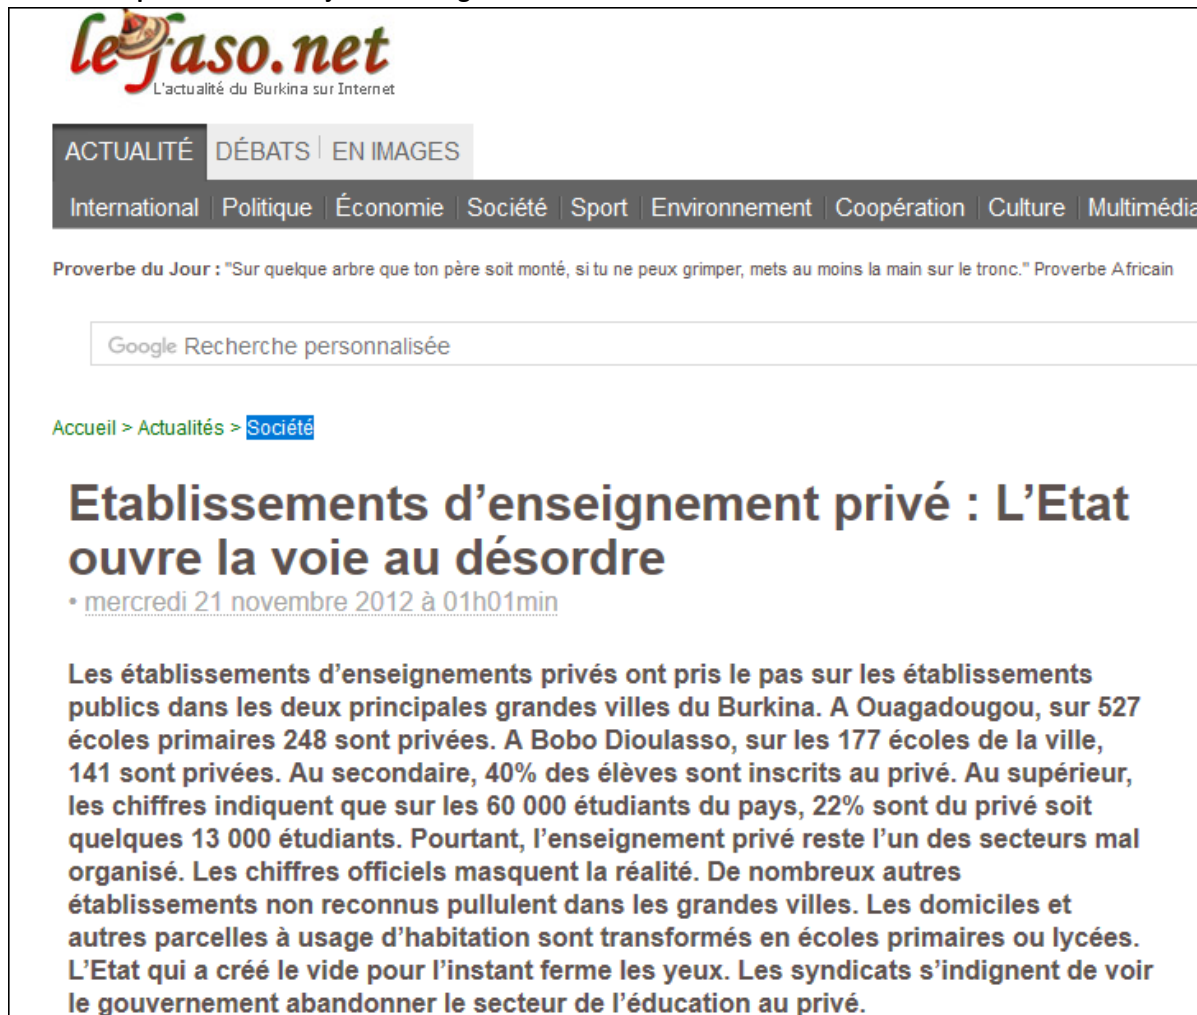 lefaso.net
L'actualité du Burkina sur Internet
ACTUALITÉ DÉBATS EN IMAGES
International Politique Économie Société Sport Environnement Coopération Culture Multimédia
Proverbe du Jour : "Sur quelque arbre que ton père soit monté, si tu ne peux grimper, mets au moins la main sur le tronc." Proverbe Africain
Google Recherche personnalisée
Accueil > Actualités > Société
Etablissements d’enseignement privé : L’Etat
ouvre la voie au désordre
• mercredi 21 novembre 2012 à 01h01min
Les établissements d’enseignements privés ont pris le pas sur les établissements
publics dans les deux principales grandes villes du Burkina. A Ouagadougou, sur 527
écoles primaires 248 sont privées. A Bobo Dioulasso, sur les 177 écoles de la ville,
141 sont privées. Au secondaire, 40% des élèves sont inscrits au privé. Au supérieur,
les chiffres indiquent que sur les 60 000 étudiants du pays, 22% sont du privé soit
quelques 13 000 étudiants. Pourtant, l’enseignement privé reste l’un des secteurs mal
organisé. Les chiffres officiels masquent la réalité. De nombreux autres
établissements non reconnus pullulent dans les grandes villes. Les domiciles et
autres parcelles à usage d’habitation sont transformés en écoles primaires ou lycées.
L’Etat qui a créé le vide pour l’instant ferme les yeux. Les syndicats s’indignent de voir
le gouvernement abandonner le secteur de l’éducation au privé.